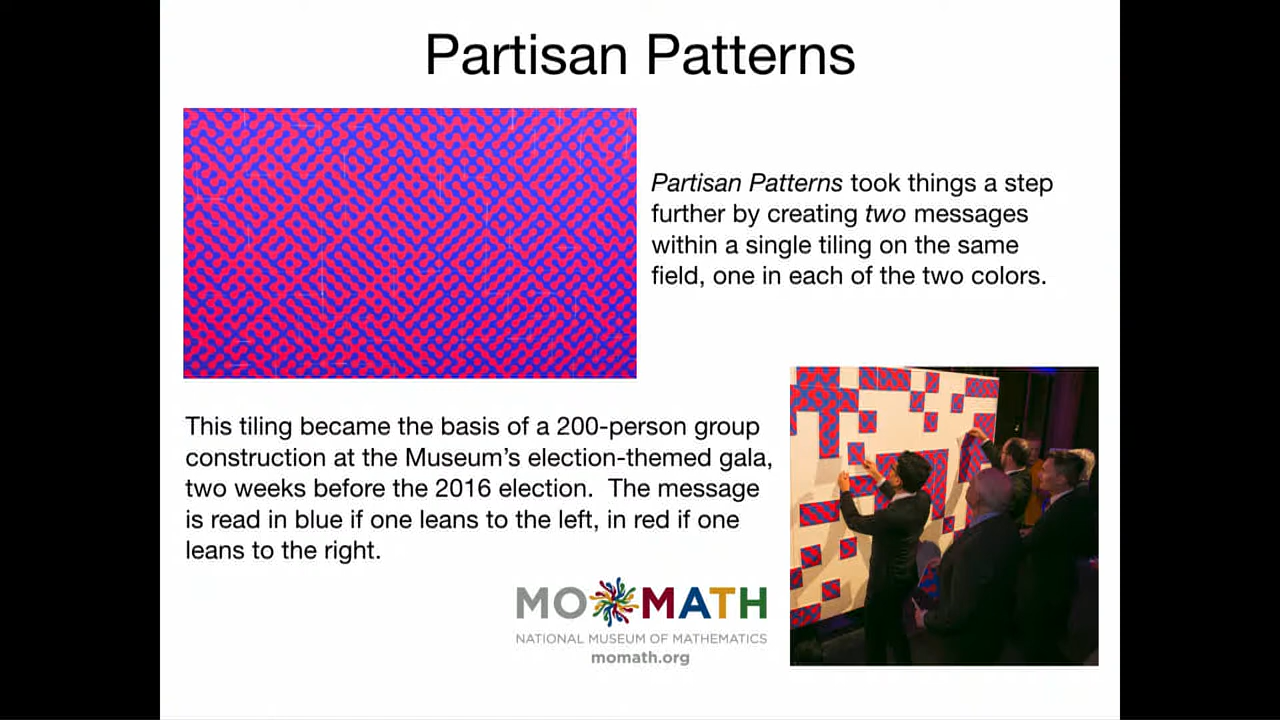 Partisan Patterns
Partisan Patterns took things a step
further by creating two messages
within a single tiling on the same
field, one in each of the two colors.
This tiling became the basis of a 200-person group
construction at the Museum’s election-themed gala,
two weeks before the 2016 election.  The message
is read in blue if one leans to the left, in red if one
leans to the right.
MOMATH
NATIONAL MUSEUM OF MATHEMATICS
momath.org